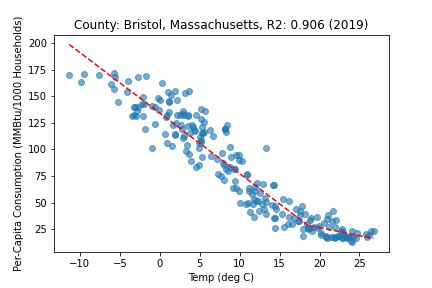 County: Bristol, Massachusetts, R2: 0.906 (2019)
Per-Capita Consumption (MMBtu/1000 Households)
200
175
150
125
100
75
50
25
−10 −5 0 5 10 15 20 25
Temp (deg C)